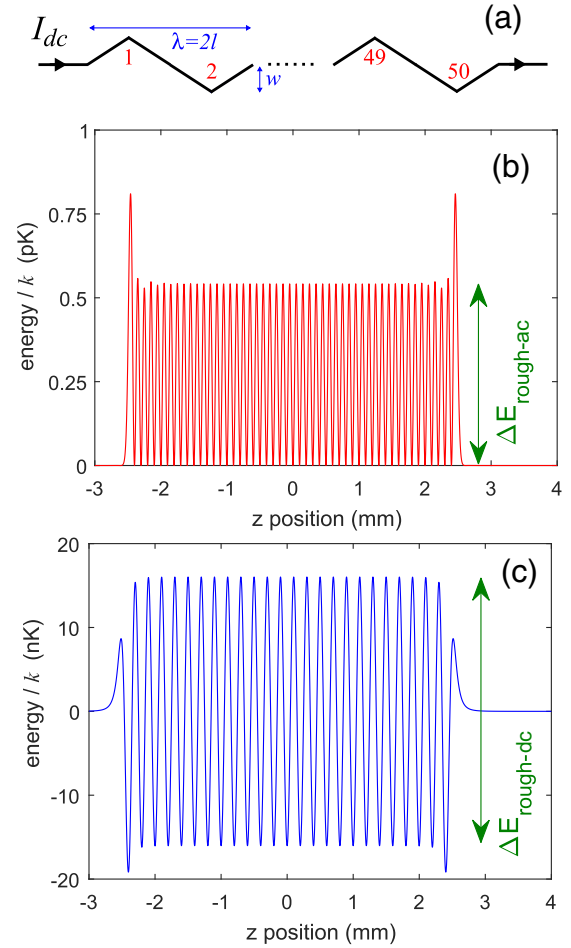 (a)
I_dc
λ=2l
1
2
w
49
50
(b)
1
0.75
0.5
0.25
0
energy / k (pK)
ΔE_rough-ac
-3 -2 -1 0 1 2 3 4
z position (mm)
(c)
20
10
0
-10
-20
energy / k (nK)
ΔE_rough-dc
-3 -2 -1 0 1 2 3 4
z position (mm)